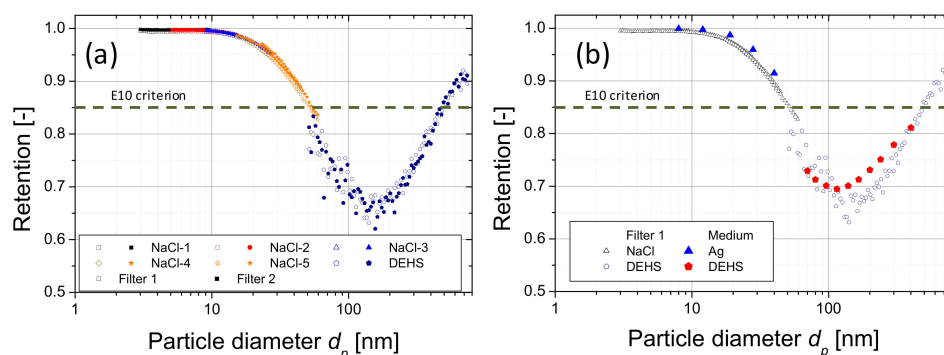 (a)
E10 criterion
Retention [-]
1.0
0.9
0.8
0.7
0.6
0.5
NaCl-1 NaCl-2 NaCl-3
NaCl-4 NaCl-5 DEHS
Filter 1 Filter 2
1 10 100
Particle diameter dp [nm]
(b)
E10 criterion
Retention [-]
1.0
0.9
0.8
0.7
0.6
0.5
Filter 1 Medium
NaCl Ag
DEHS DEHS
1 10 100
Particle diameter dp [nm]